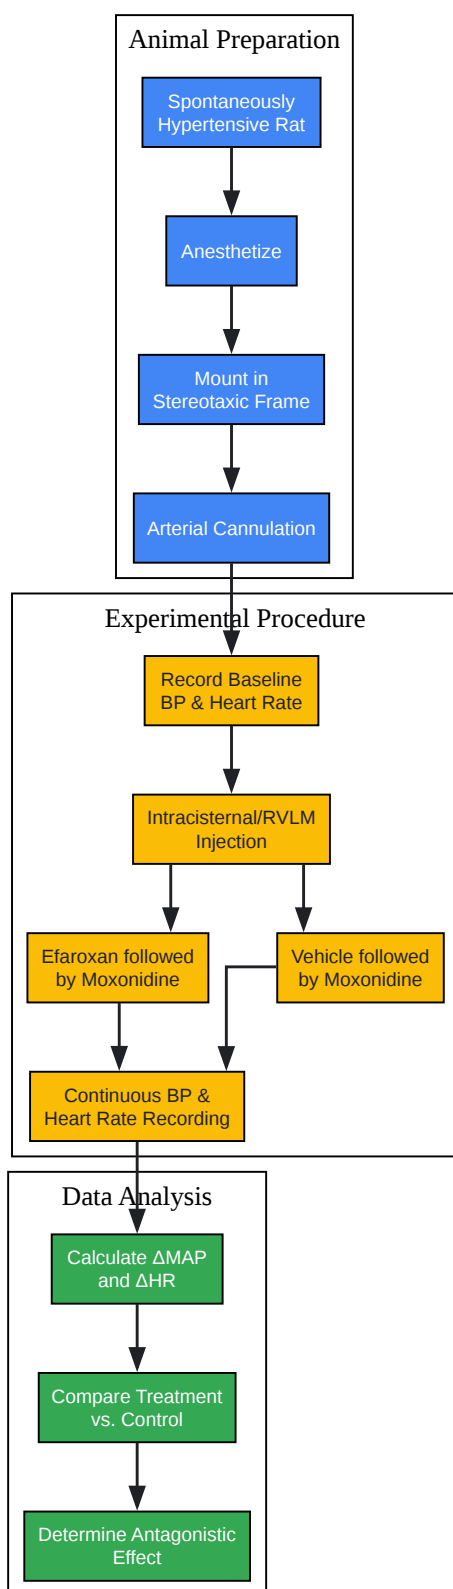 Animal Preparation
Spontaneously
Hypertensive Rat
Anesthetize
Mount in
Stereotaxic Frame
Arterial Cannulation
Experimental Procedure
Record Baseline
BP & Heart Rate
Intracisternal/RVLM
Injection
Efaroxan followed
by Moxonidine
Vehicle followed
by Moxonidine
Continuous BP &
Heart Rate Recording
Data Analysis
Calculate ΔMAP
and ΔHR
Compare Treatment
vs. Control
Determine Antagonistic
Effect